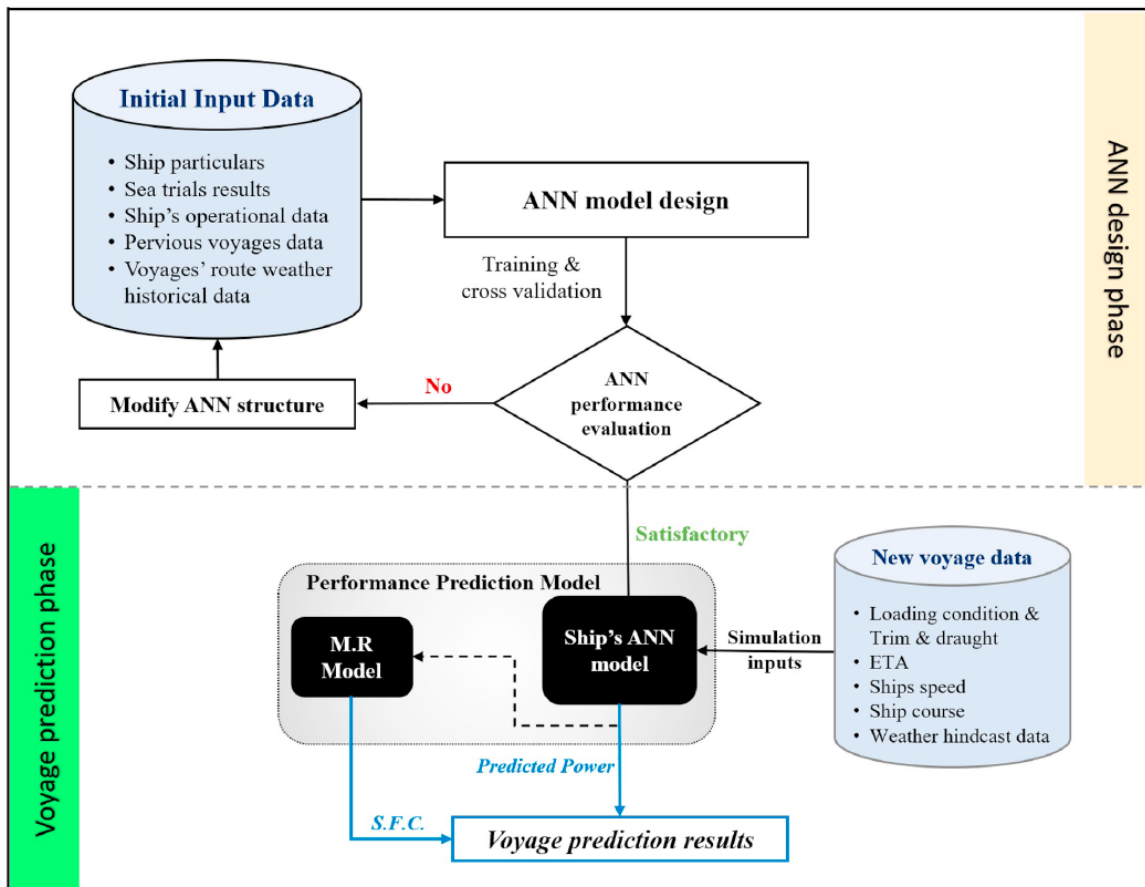 Initial Input Data
• Ship particulars
• Sea trials results
• Ship's operational data
• Pervious voyages data
• Voyages' route weather
historical data
ANN model design
Training &
cross validation
ANN
performance
evaluation
No
Modify ANN structure
ANN design phase
Voyage prediction phase
Satisfactory
Performance Prediction Model
M.R
Model
Ship's ANN
model
Simulation
inputs
New voyage data
• Loading condition &
Trim & draught
• ETA
• Ships speed
• Ship course
• Weather hindcast data
Predicted Power
S.F.C.
Voyage prediction results